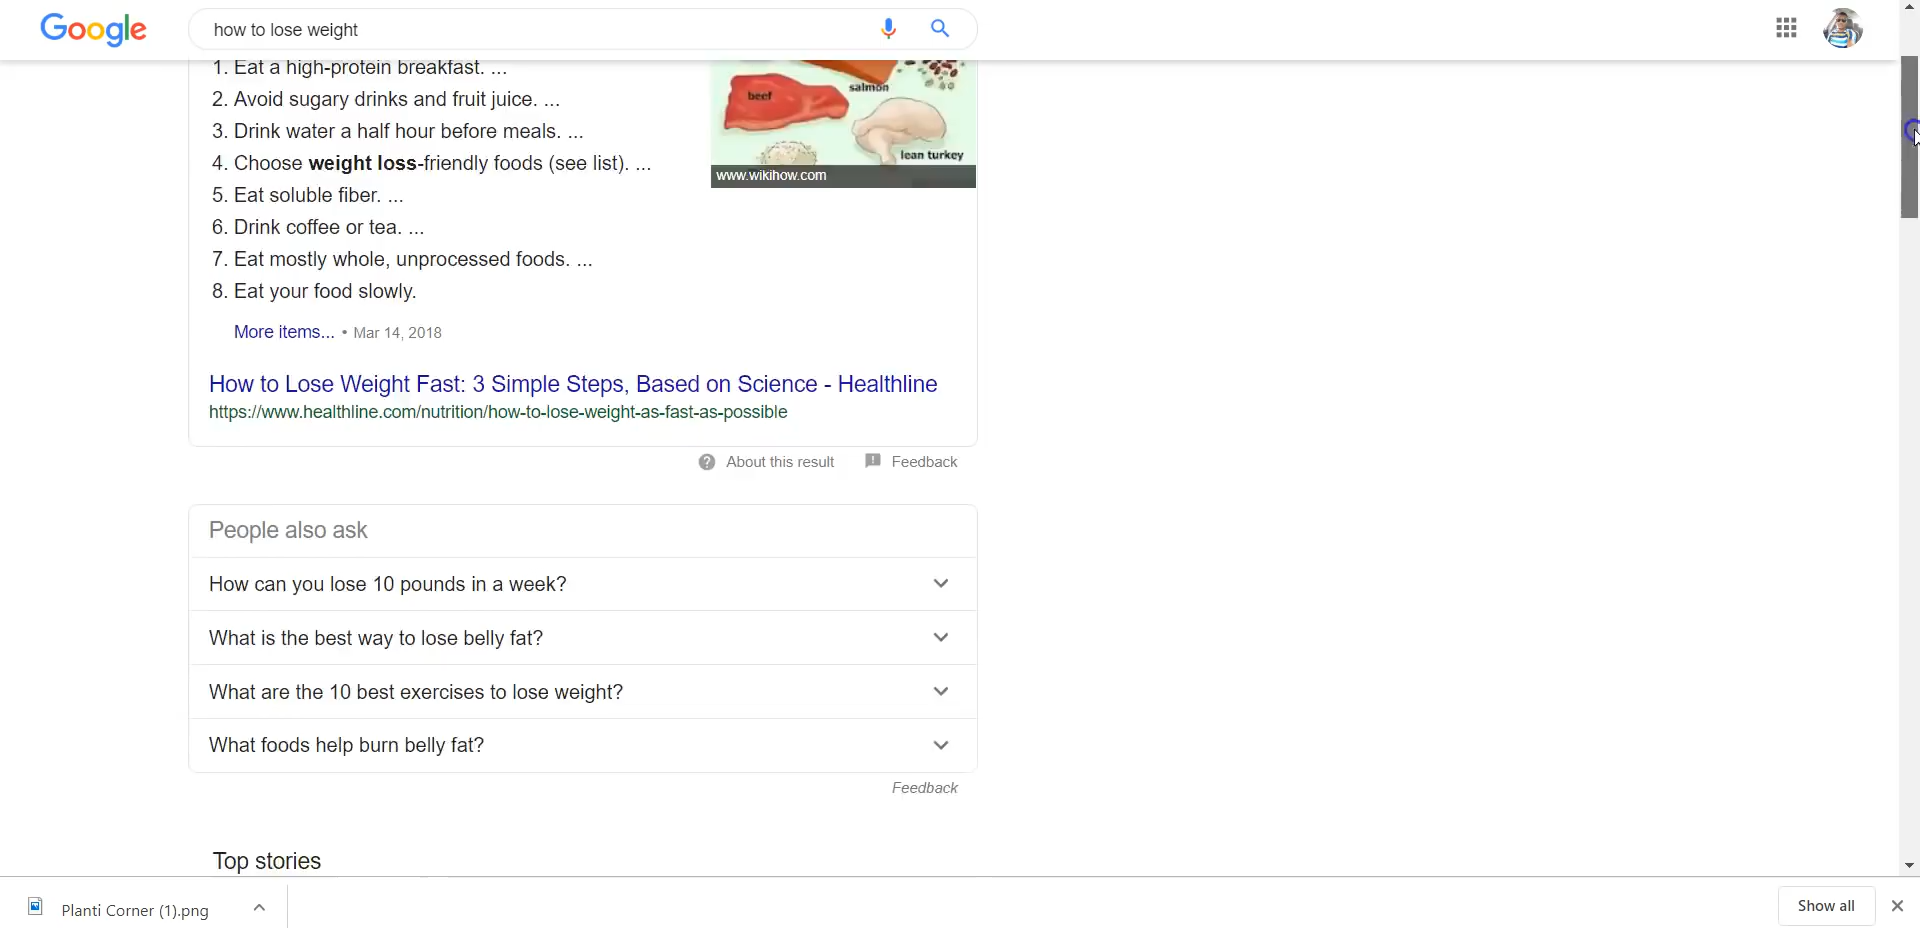 Google
how to lose weight
1. Eat a high-protein breakfast. ...
2. Avoid sugary drinks and fruit juice. ...
3. Drink water a half hour before meals. ...
4. Choose weight loss-friendly foods (see list). ...
5. Eat soluble fiber. ...
6. Drink coffee or tea. ...
7. Eat mostly whole, unprocessed foods. ...
8. Eat your food slowly.
beef
salmon
lean turkey
www.wikihow.com
More items... • Mar 14, 2018
How to Lose Weight Fast: 3 Simple Steps, Based on Science - Healthline
https://www.healthline.com/nutrition/how-to-lose-weight-as-fast-as-possible
About this result Feedback
People also ask
How can you lose 10 pounds in a week?
What is the best way to lose belly fat?
What are the 10 best exercises to lose weight?
What foods help burn belly fat?
Feedback
Top stories
Planti Corner (1).png
Show all